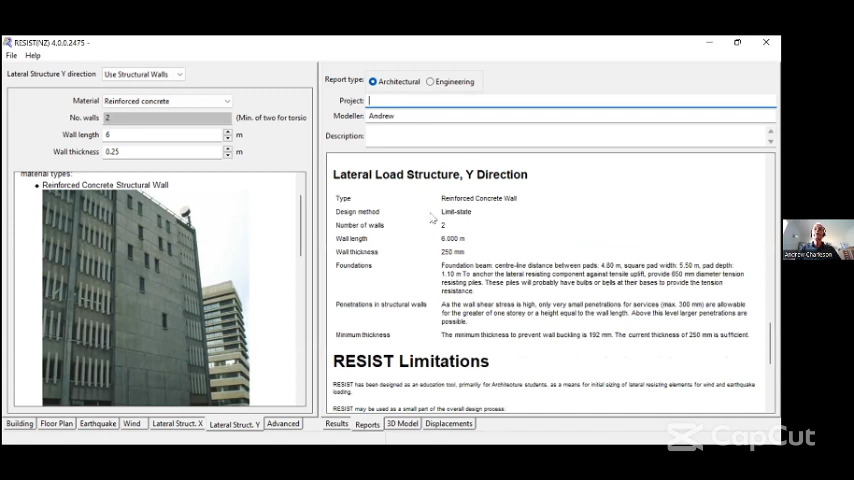 RESIST(NZ) 4.0.0.2475 -
File Help
Lateral Structure Y direction Use Structural Walls
Material Reinforced concrete
No. walls 2 (Min. of two for torsio
Wall length 6 m
Wall thickness 0.25 m
material types:
• Reinforced Concrete Structural Wall
Building Floor Plan Earthquake Wind Lateral Struct. X Lateral Struct. Y Advanced
Report type: Architectural Engineering
Project:
Modeller: Andrew
Description:
Lateral Load Structure, Y Direction
Type Reinforced Concrete Wall
Design method Limit-state
Number of walls 2
Wall length 6.000 m
Wall thickness 250 mm
Foundations Foundation beam: centre-line distance between pads: 4.60 m, square pad width: 5.50 m, pad depth:
1.10 m To anchor the lateral resisting component against tensile uplift, provide 650 mm diameter tension
resisting piles. These piles will probably have bulbs or bells at their bases to provide the tension
resistance.
Penetrations in structural walls As the wall shear stress is high, only very small penetrations for services (max. 300 mm) are allowable
for the greater of one storey or a height equal to the wall length. Above this level larger penetrations are
possible.
Minimum thickness The minimum thickness to prevent wall buckling is 192 mm. The current thickness of 250 mm is sufficient.
RESIST Limitations
RESIST has been designed as an education tool, primarily for Architecture students, as a means for initial sizing of lateral resisting elements for wind and earthquake
loading.
RESIST may be used as a small part of the overall design process.
Results Reports 3D Model Displacements
Andrew Charleson
CapCut